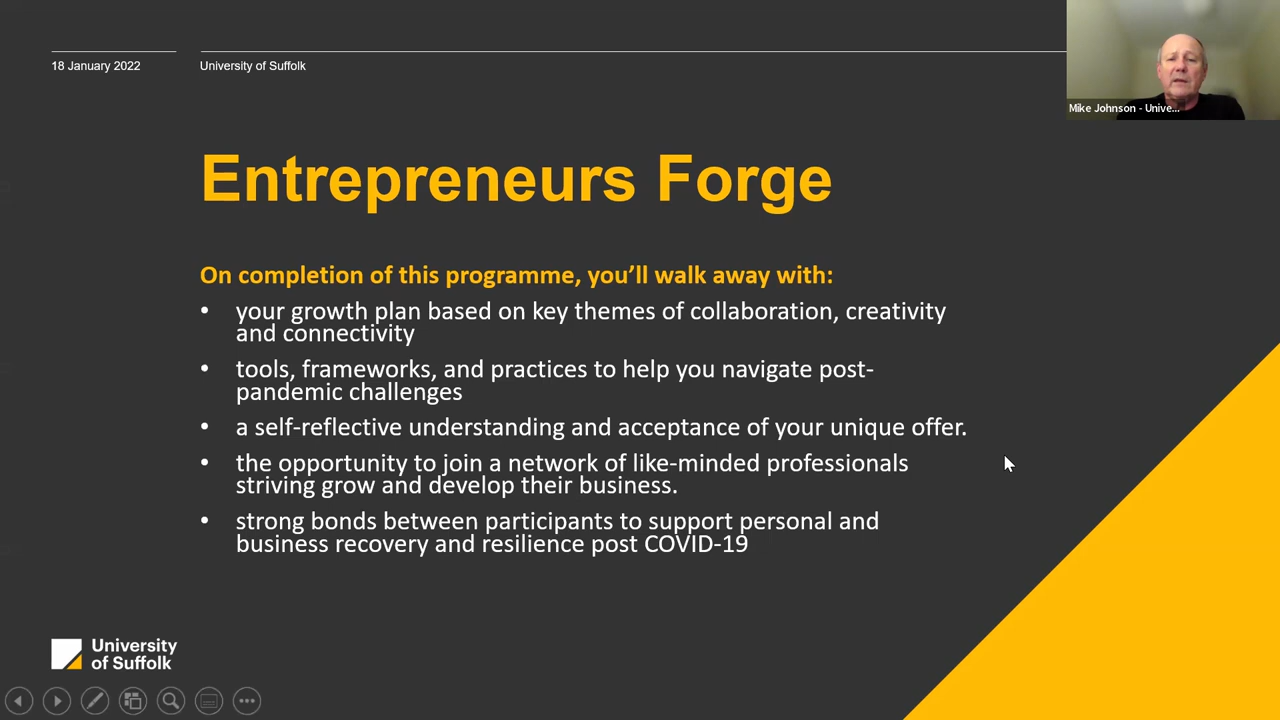 18 January 2022
University of Suffolk
Mike Johnson - Unive...
Entrepreneurs Forge
On completion of this programme, you’ll walk away with:
• your growth plan based on key themes of collaboration, creativity
and connectivity
• tools, frameworks, and practices to help you navigate post-
pandemic challenges
• a self-reflective understanding and acceptance of your unique offer.
• the opportunity to join a network of like-minded professionals
striving grow and develop their business.
• strong bonds between participants to support personal and
business recovery and resilience post COVID-19
University
of Suffolk